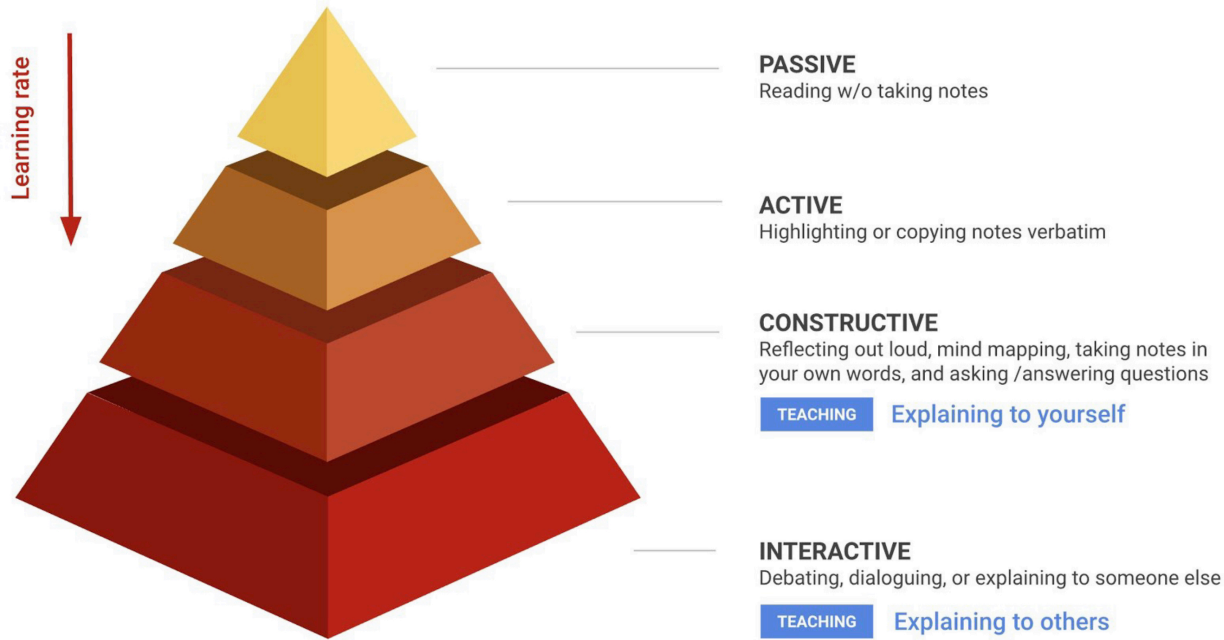 Learning rate
PASSIVE
Reading w/o taking notes
ACTIVE
Highlighting or copying notes verbatim
CONSTRUCTIVE
Reflecting out loud, mind mapping, taking notes in
your own words, and asking /answering questions
TEACHING Explaining to yourself
INTERACTIVE
Debating, dialoguing, or explaining to someone else
TEACHING Explaining to others